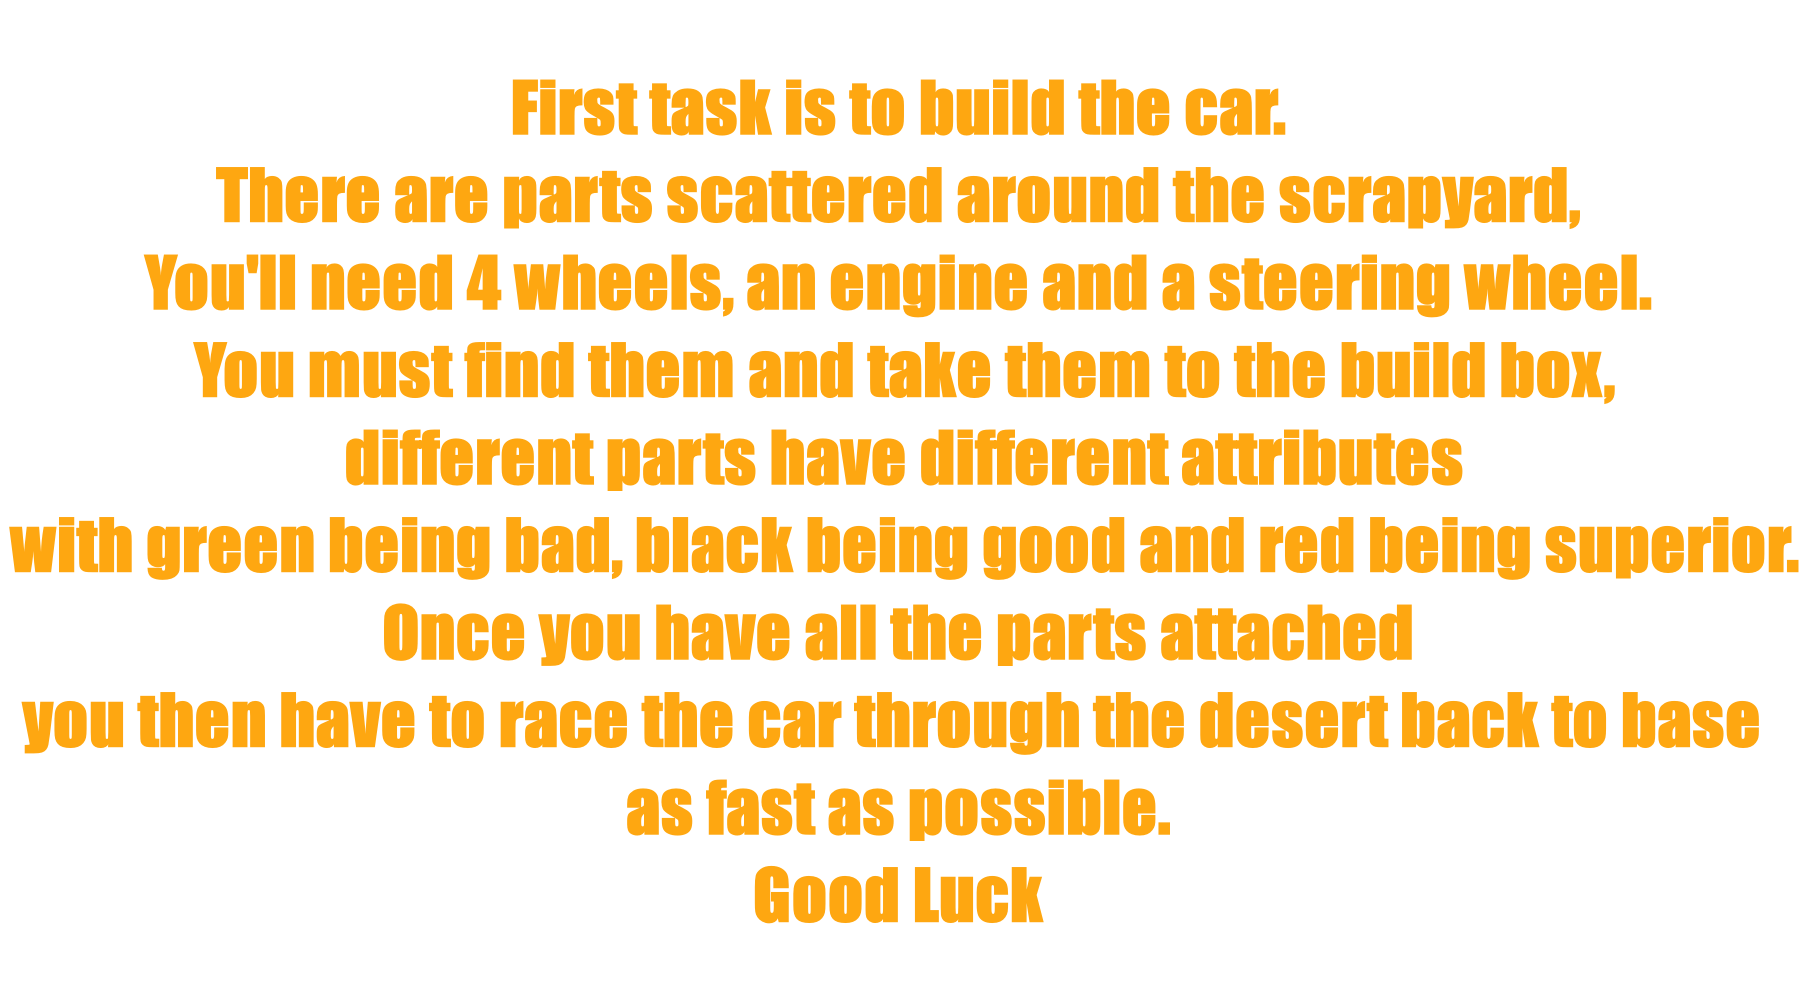 First task is to build the car.
There are parts scattered around the scrapyard,
You'll need 4 wheels, an engine and a steering wheel.
You must find them and take them to the build box,
different parts have different attributes
with green being bad, black being good and red being superior.
Once you have all the parts attached
you then have to race the car through the desert back to base
as fast as possible.
Good Luck